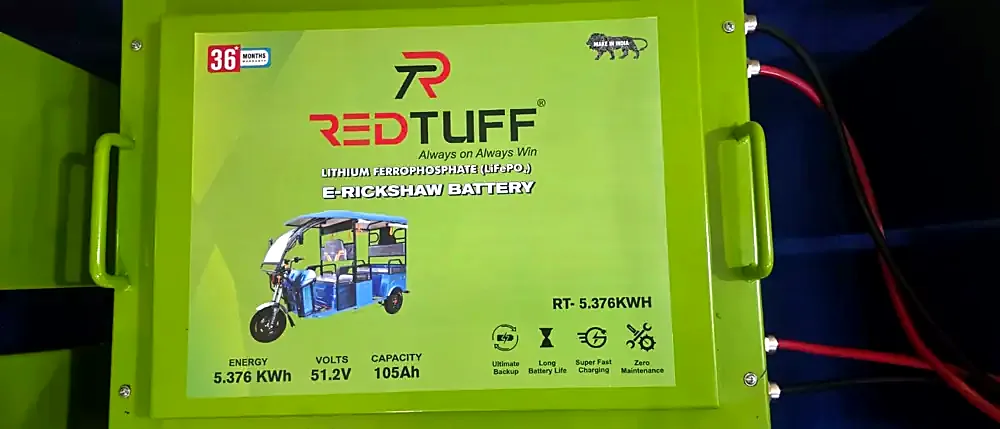 36* MONTHS
WARRANTY
MAKE IN INDIA
REDTUFF®
Always on Always Win
LITHIUM FERROPHOSPHATE (LiFePO₄)
E-RICKSHAW BATTERY
RT- 5.376KWH
ENERGY
5.376 KWh
VOLTS
51.2V
CAPACITY
105Ah
Ultimate
Backup
Long
Battery Life
Super Fast
Charging
Zero
Maintenance